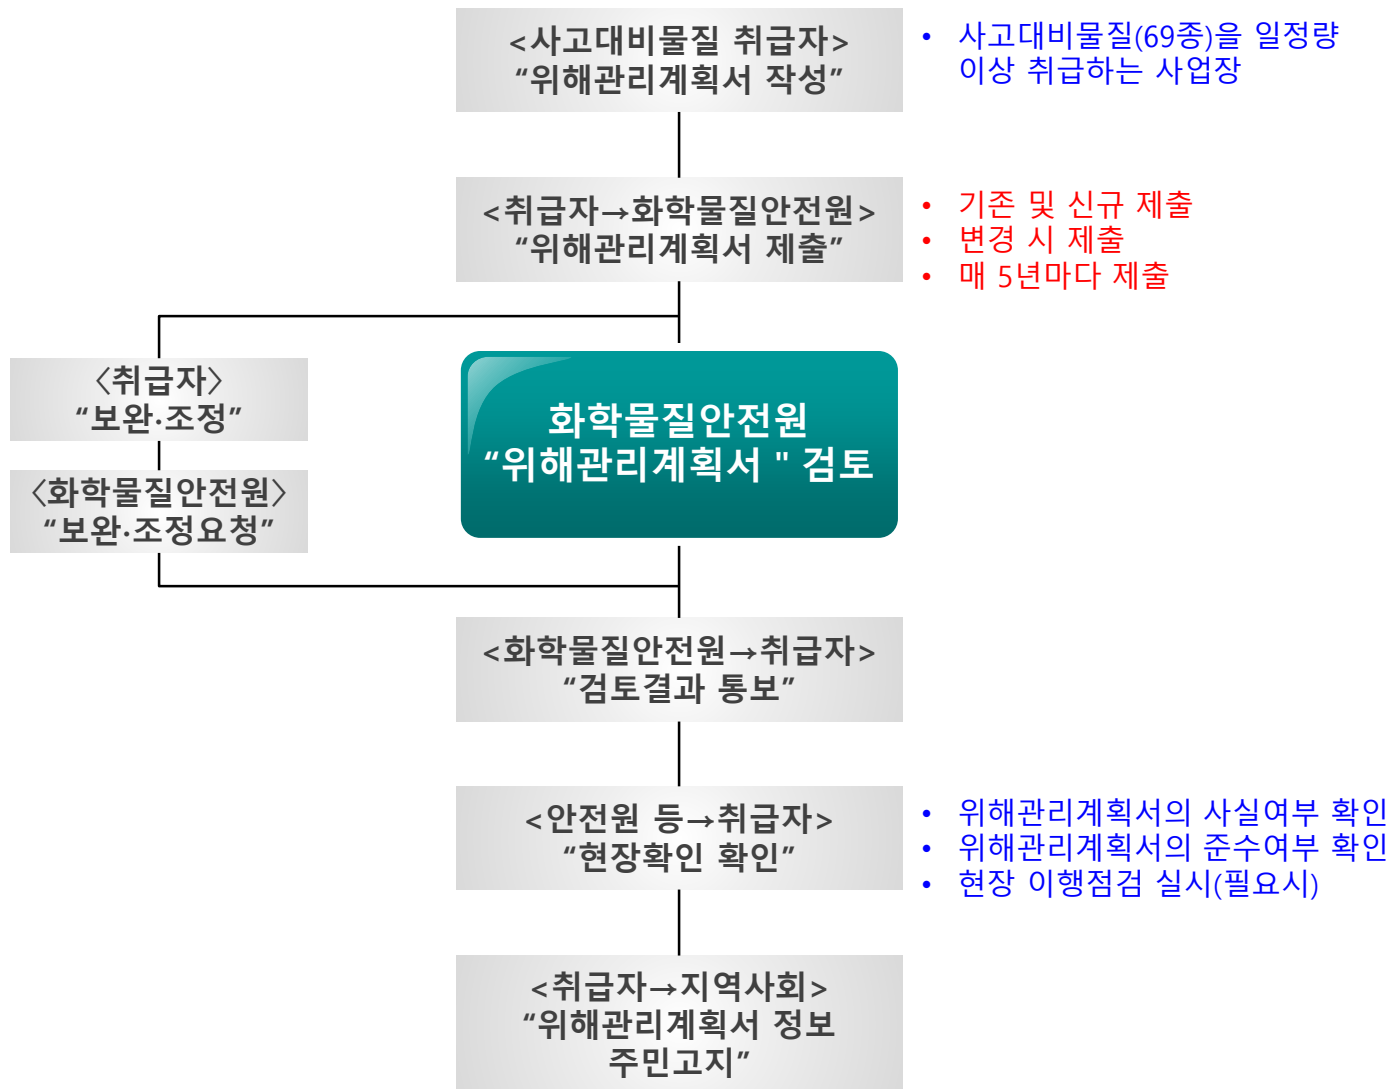 <사고대비물질 취급자>
“위해관리계획서 작성”
• 사고대비물질(69종)을 일정량
이상 취급하는 사업장
<취급자→화학물질안전원>
“위해관리계획서 제출”
• 기존 및 신규 제출
• 변경 시 제출
• 매 5년마다 제출
〈취급자〉
“보완·조정”
〈화학물질안전원〉
“보완·조정요청”
화학물질안전원
“위해관리계획서 " 검토
<화학물질안전원→취급자>
“검토결과 통보”
<안전원 등→취급자>
“현장확인 확인”
• 위해관리계획서의 사실여부 확인
• 위해관리계획서의 준수여부 확인
• 현장 이행점검 실시(필요시)
<취급자→지역사회>
“위해관리계획서 정보
주민고지”